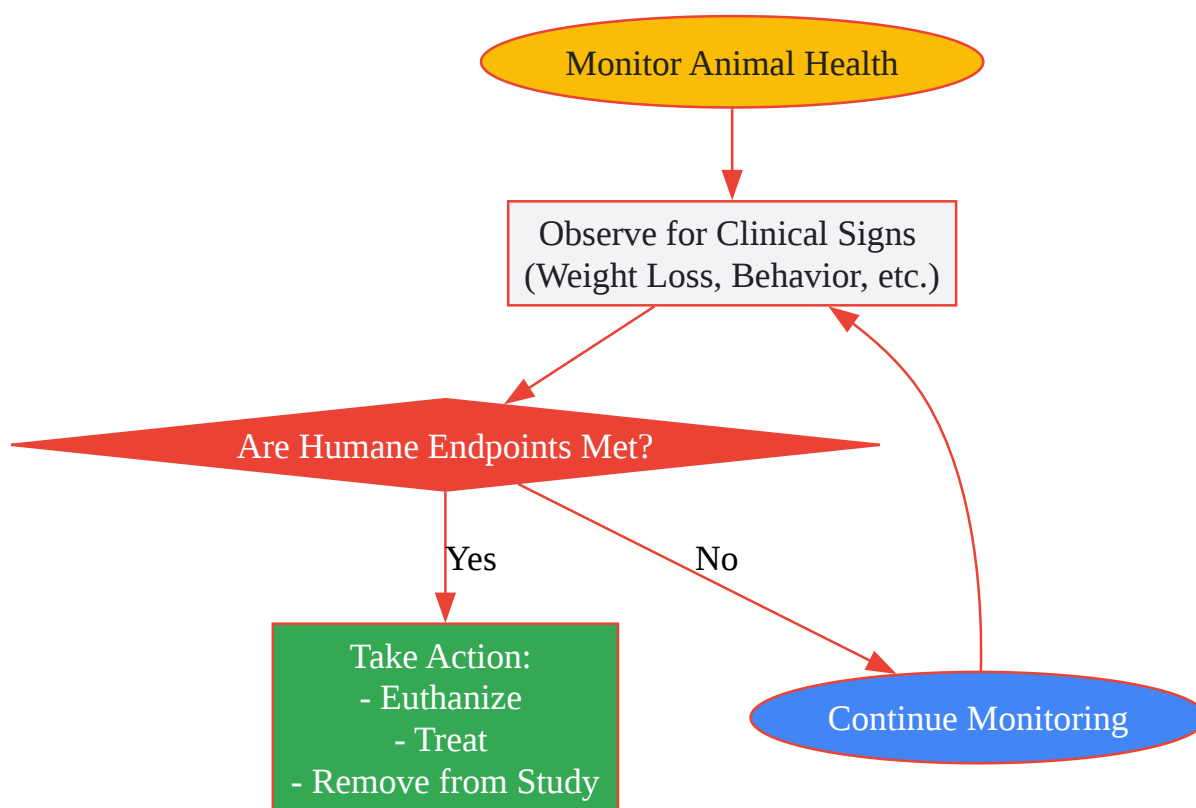 Monitor Animal Health
Observe for Clinical Signs
(Weight Loss, Behavior, etc.)
Are Humane Endpoints Met?
Yes
No
Take Action:
- Euthanize
- Treat
- Remove from Study
Continue Monitoring